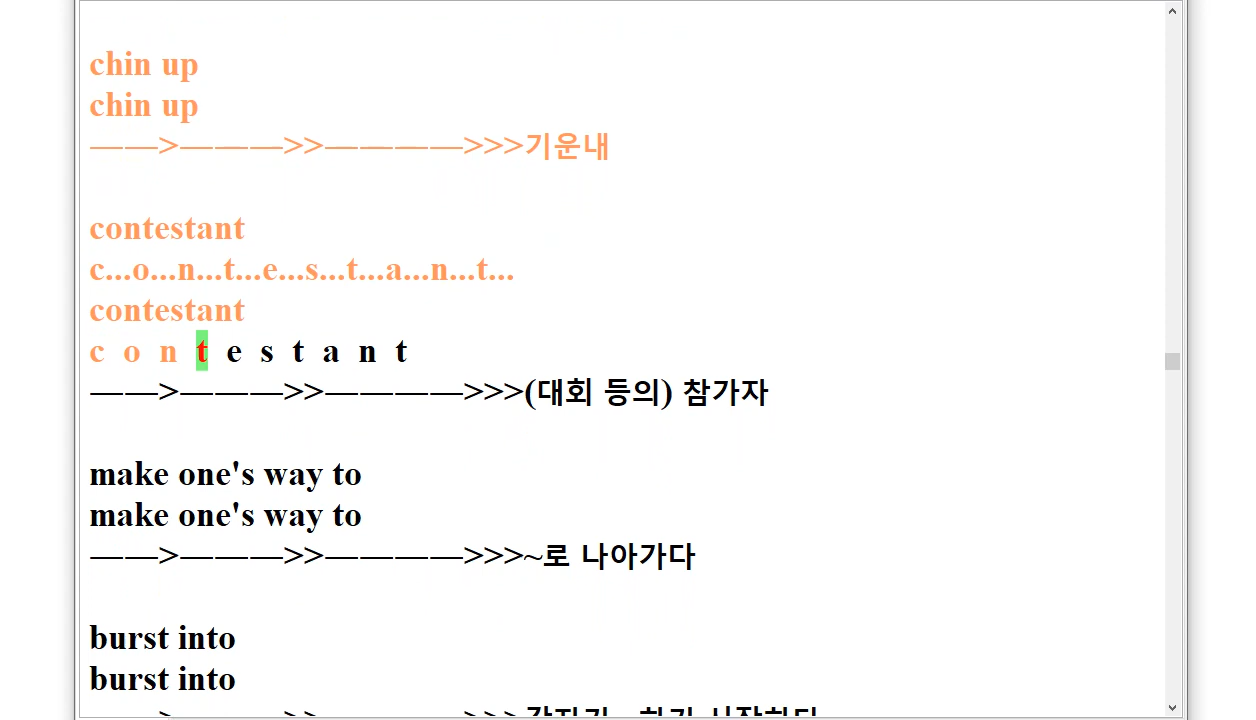 chin up
chin up
——>———>>————>>>기운내
contestant
c...o...n...t...e...s...t...a...n...t...
contestant
c o n t e s t a n t
——>———>>————>>>(대회 등의) 참가자
make one's way to
make one's way to
——>———>>————>>>~로 나아가다
burst into
burst into